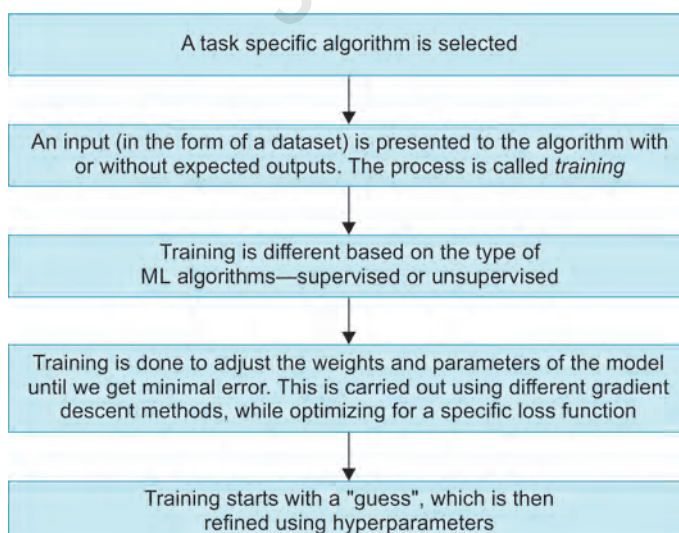 A task specific algorithm is selected
An input (in the form of a dataset) is presented to the algorithm with
or without expected outputs. The process is called training
Training is different based on the type of
ML algorithms—supervised or unsupervised
Training is done to adjust the weights and parameters of the model
until we get minimal error. This is carried out using different gradient
descent methods, while optimizing for a specific loss function
Training starts with a "guess", which is then
refined using hyperparameters